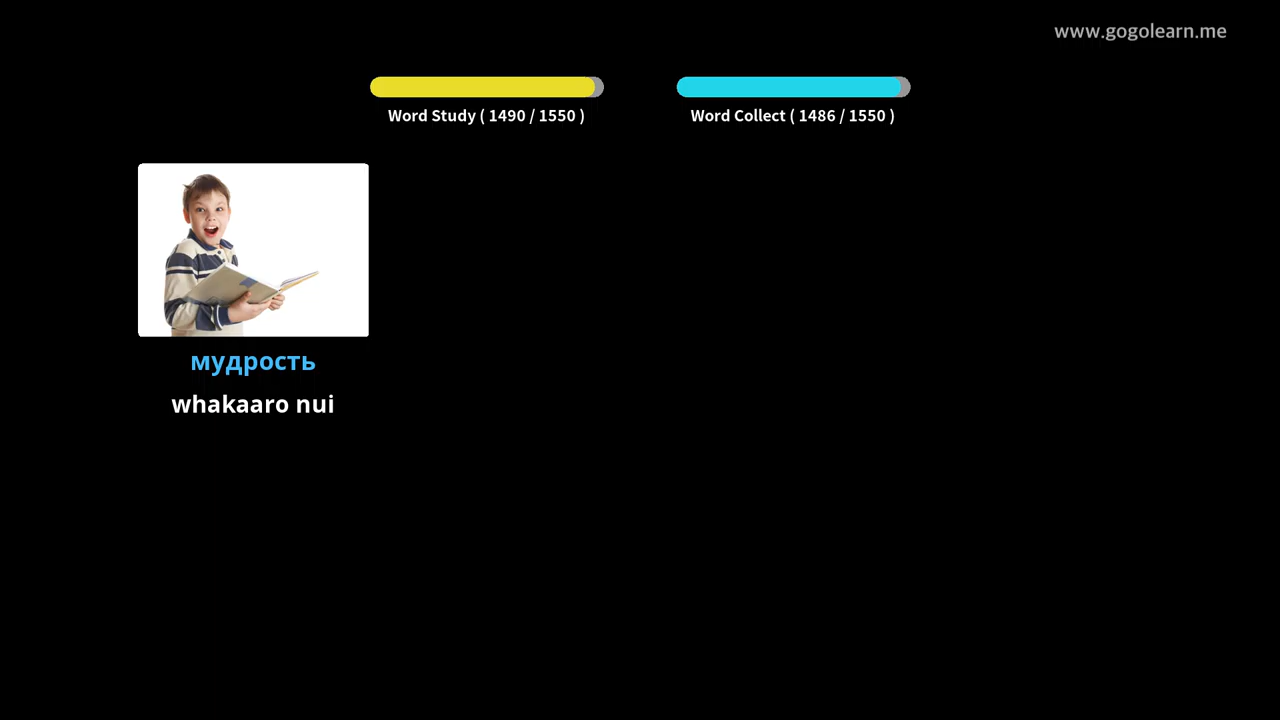 www.gogolearn.me
Word Study ( 1490 / 1550 )
Word Collect ( 1486 / 1550 )
мудрость
whakaaro nui